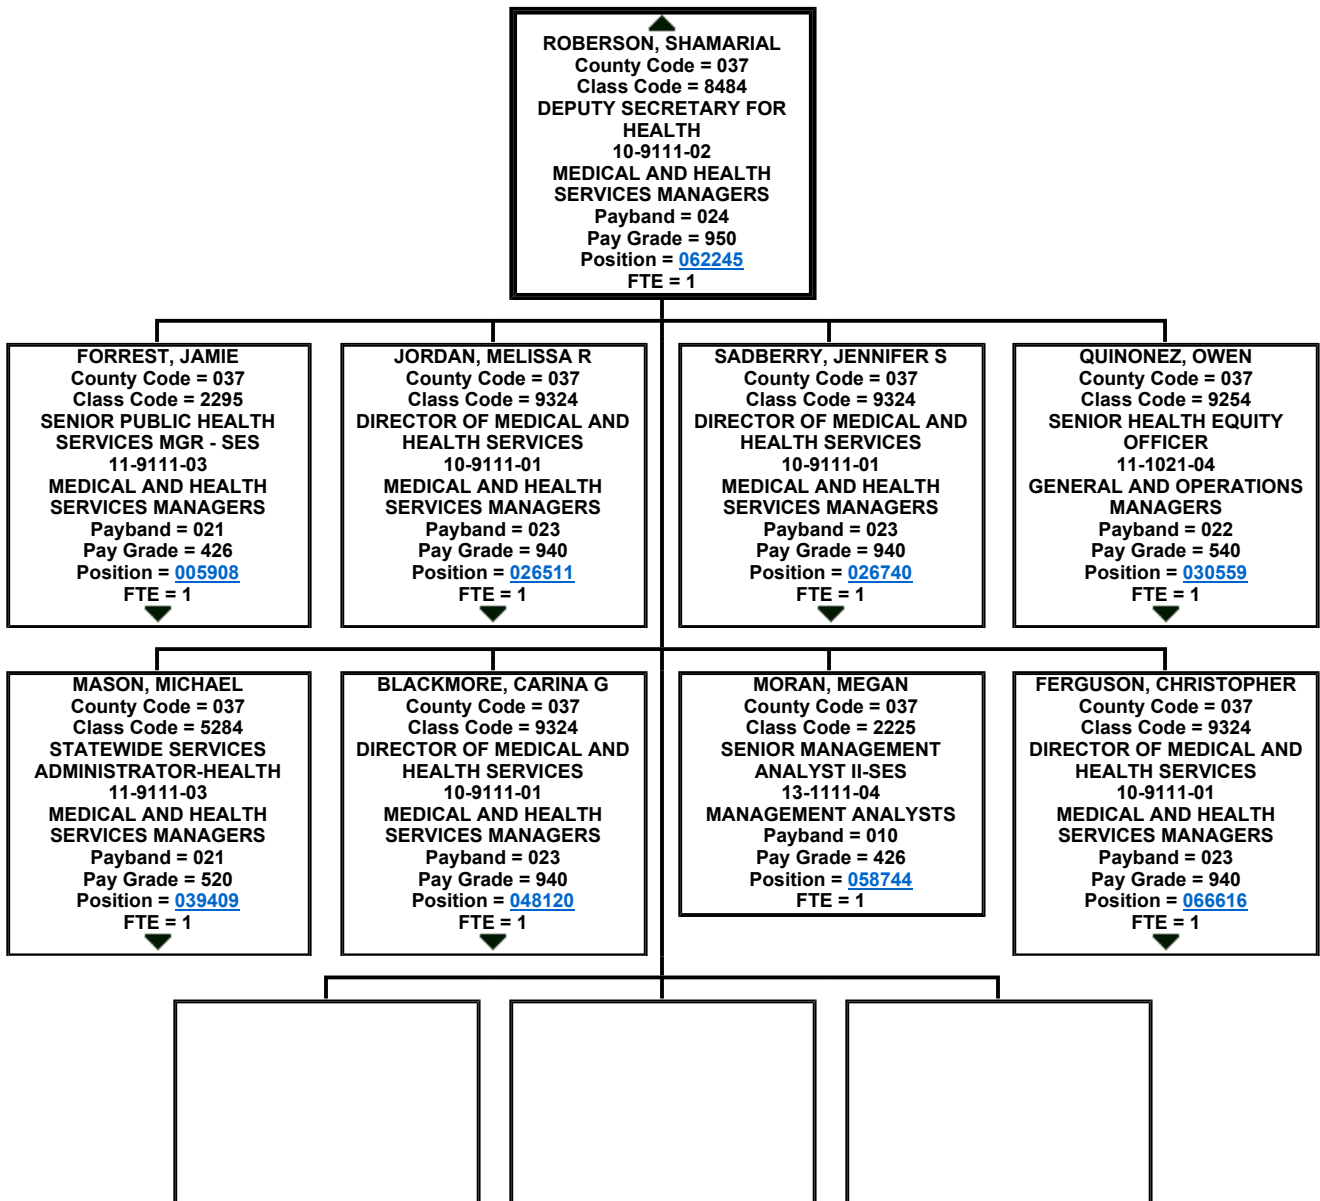 ROBERSON, SHAMARIAL
County Code = 037
Class Code = 8484
DEPUTY SECRETARY FOR
HEALTH
10-9111-02
MEDICAL AND HEALTH
SERVICES MANAGERS
Payband = 024
Pay Grade = 950
Position = 062245
FTE = 1
FORREST, JAMIE
County Code = 037
Class Code = 2295
SENIOR PUBLIC HEALTH
SERVICES MGR - SES
11-9111-03
MEDICAL AND HEALTH
SERVICES MANAGERS
Payband = 021
Pay Grade = 426
Position = 005908
FTE = 1
JORDAN, MELISSA R
County Code = 037
Class Code = 9324
DIRECTOR OF MEDICAL AND
HEALTH SERVICES
10-9111-01
MEDICAL AND HEALTH
SERVICES MANAGERS
Payband = 023
Pay Grade = 940
Position = 026511
FTE = 1
SADBERRY, JENNIFER S
County Code = 037
Class Code = 9324
DIRECTOR OF MEDICAL AND
HEALTH SERVICES
10-9111-01
MEDICAL AND HEALTH
SERVICES MANAGERS
Payband = 023
Pay Grade = 940
Position = 026740
FTE = 1
QUINONEZ, OWEN
County Code = 037
Class Code = 9254
SENIOR HEALTH EQUITY
OFFICER
11-1021-04
GENERAL AND OPERATIONS
MANAGERS
Payband = 022
Pay Grade = 540
Position = 030559
FTE = 1
MASON, MICHAEL
County Code = 037
Class Code = 5284
STATEWIDE SERVICES
ADMINISTRATOR-HEALTH
11-9111-03
MEDICAL AND HEALTH
SERVICES MANAGERS
Payband = 021
Pay Grade = 520
Position = 039409
FTE = 1
BLACKMORE, CARINA G
County Code = 037
Class Code = 9324
DIRECTOR OF MEDICAL AND
HEALTH SERVICES
10-9111-01
MEDICAL AND HEALTH
SERVICES MANAGERS
Payband = 023
Pay Grade = 940
Position = 048120
FTE = 1
MORAN, MEGAN
County Code = 037
Class Code = 2225
SENIOR MANAGEMENT
ANALYST II-SES
13-1111-04
MANAGEMENT ANALYSTS
Payband = 010
Pay Grade = 426
Position = 058744
FTE = 1
FERGUSON, CHRISTOPHER
County Code = 037
Class Code = 9324
DIRECTOR OF MEDICAL AND
HEALTH SERVICES
10-9111-01
MEDICAL AND HEALTH
SERVICES MANAGERS
Payband = 023
Pay Grade = 940
Position = 066616
FTE = 1